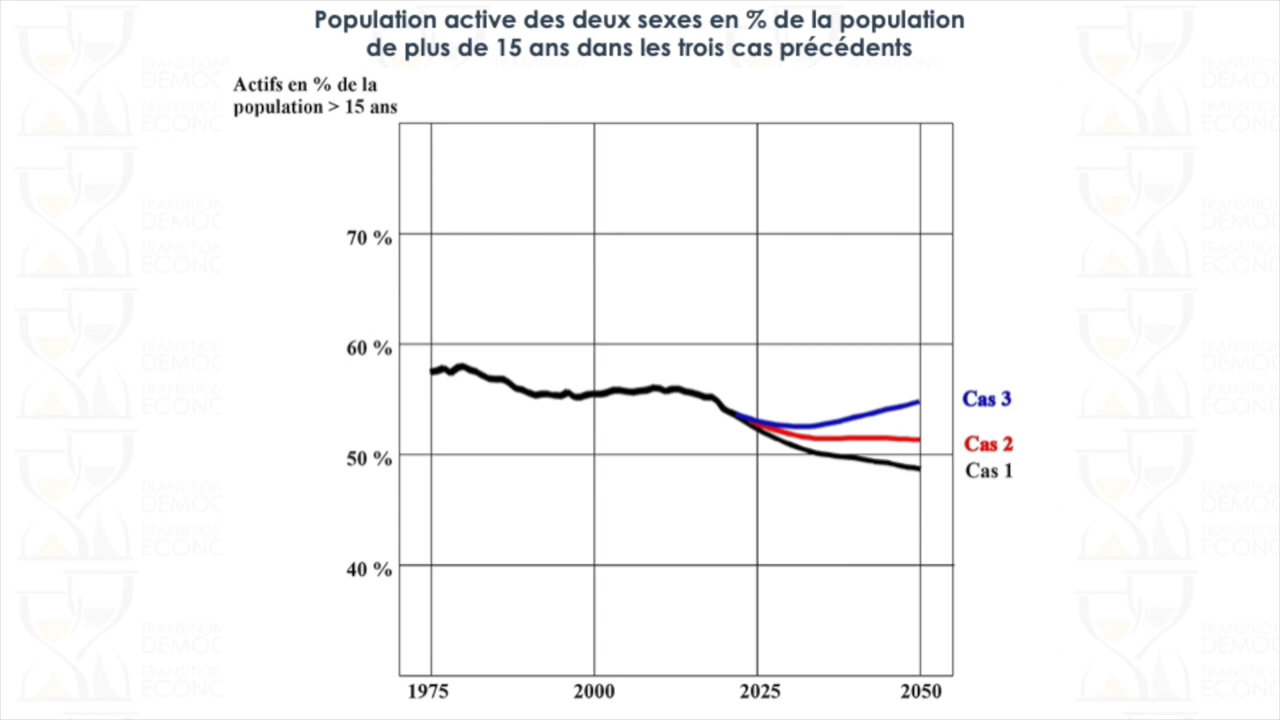 Population active des deux sexes en % de la population
de plus de 15 ans dans les trois cas précédents
Actifs en % de la
population > 15 ans
70 %
60 %
50 %
40 %
Cas 3
Cas 2
Cas 1
1975
2000
2025
2050